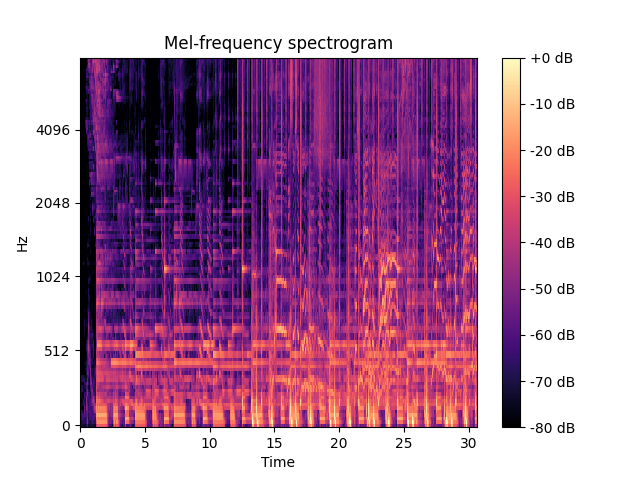 Mel-frequency spectrogram
Hz
4096
2048
1024
512
0
0 5 10 15 20 25 30
Time
+0 dB
-10 dB
-20 dB
-30 dB
-40 dB
-50 dB
-60 dB
-70 dB
-80 dB